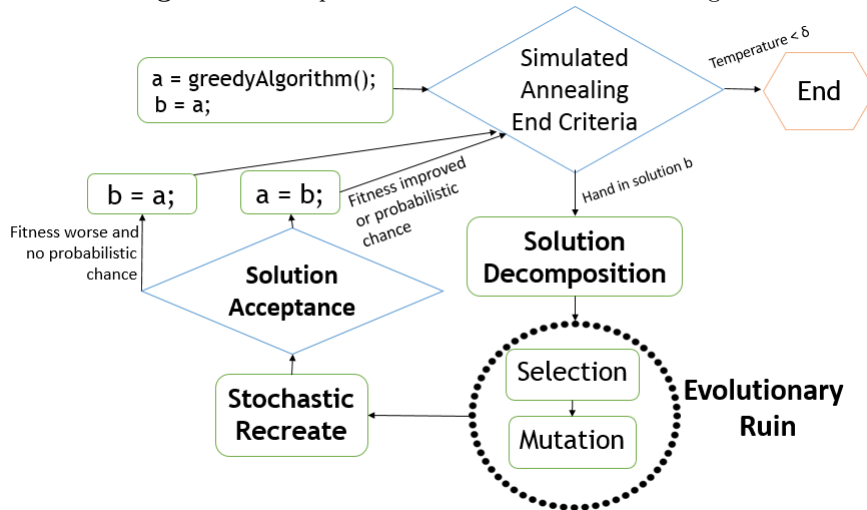 a = greedyAlgorithm();
b = a;
Simulated
Annealing
End Criteria
Temperature < δ
End
b = a;
a = b;
Fitness improved
or probabilistic
chance
Hand in solution b
Fitness worse and
no probabilistic
chance
Solution
Acceptance
Solution
Decomposition
Selection
Mutation
Evolutionary
Ruin
Stochastic
Recreate